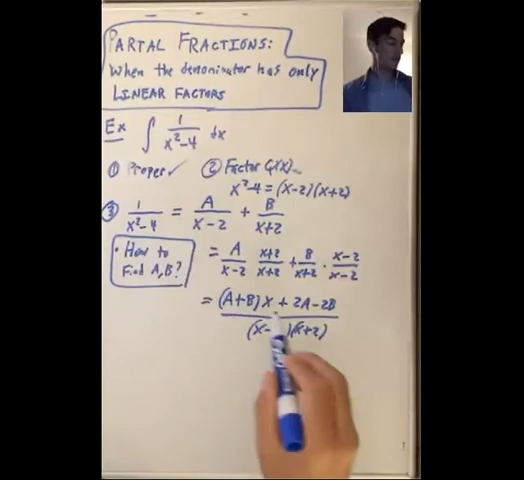 PARTAL FRACTIONS:
When the denominator has only
LINEAR FACTORS
Ex ∫ 1/(x²-4) dx
① Proper ✓ ② Factor
x²-4 = (x-2)(x+2)
③ 1/(x²-4) = A/(x-2) + B/(x+2)
• How to
Find A, B?
= A/(x-2) (x+2)/(x+2) + B/(x+2) · (x-2)/(x-2)
= ((A+B)x + 2A-2B)/((x- )(x+2))